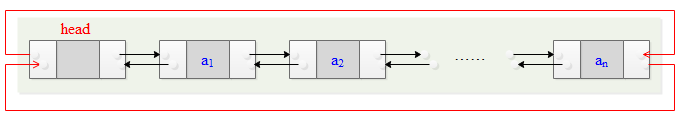 head
a₁ a₂ …… aₙ